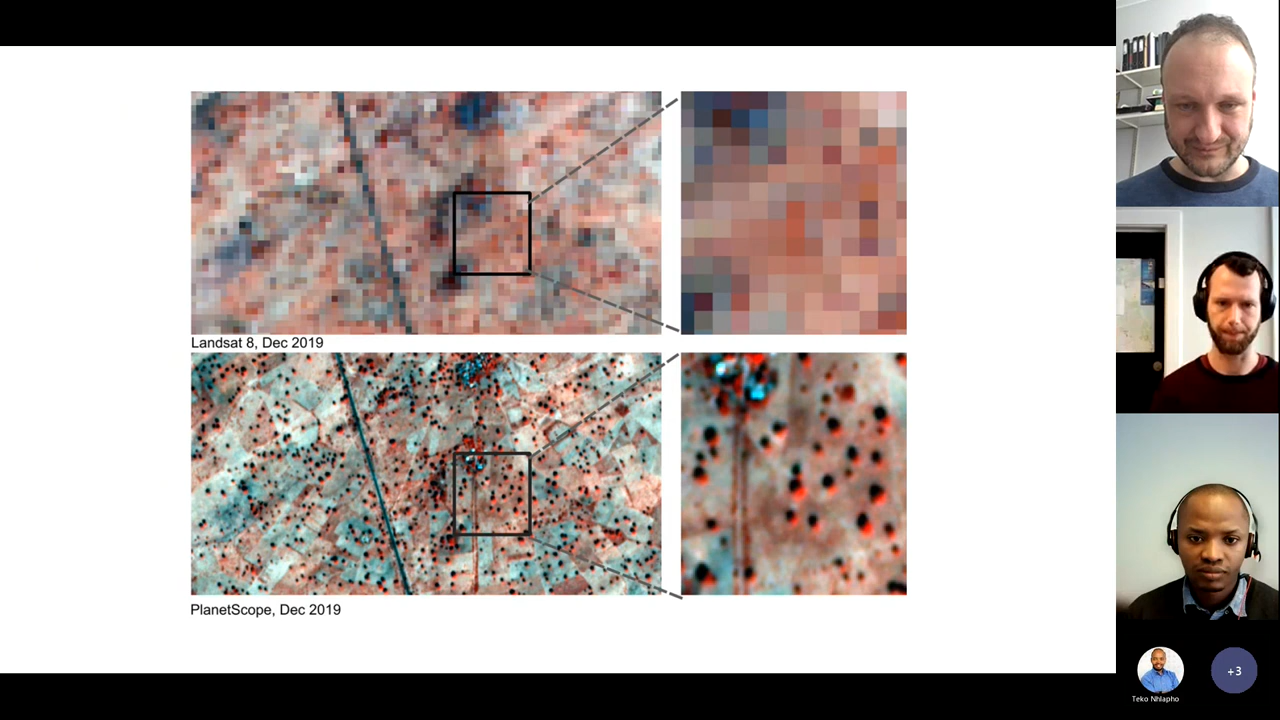 Landsat 8, Dec 2019
PlanetScope, Dec 2019
Teko Nhlapho
+3